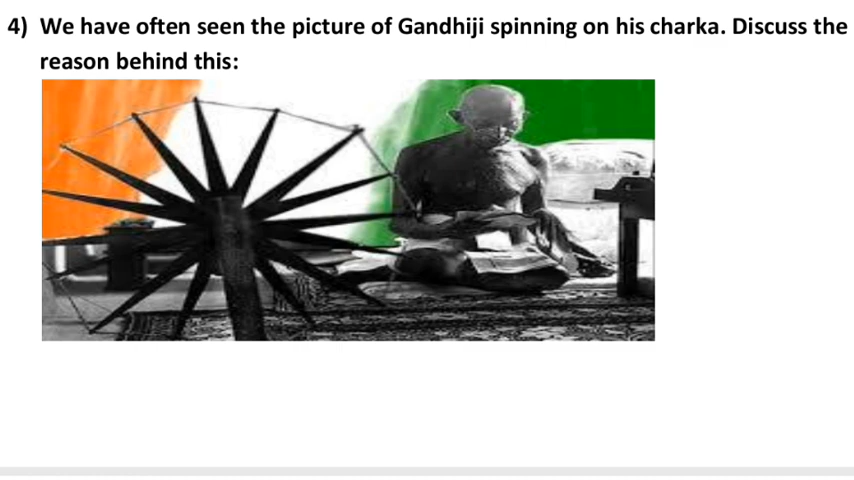 4) We have often seen the picture of Gandhiji spinning on his charka. Discuss the
reason behind this: